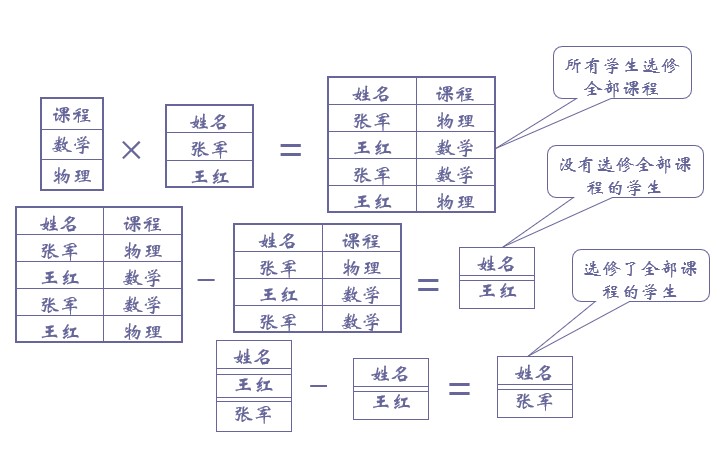 所有学生选修
全部课程
课程
数学
物理
×
姓名
张军
王红
=
姓名 课程
张军 物理
王红 数学
张军 数学
王红 物理
没有选修全部课
程的学生
姓名 课程
张军 物理
王红 数学
张军 数学
王红 物理
−
姓名 课程
张军 物理
王红 数学
张军 数学
=
姓名
王红
选修了全部课
程的学生
姓名
王红
张军
−
姓名
王红
=
姓名
张军